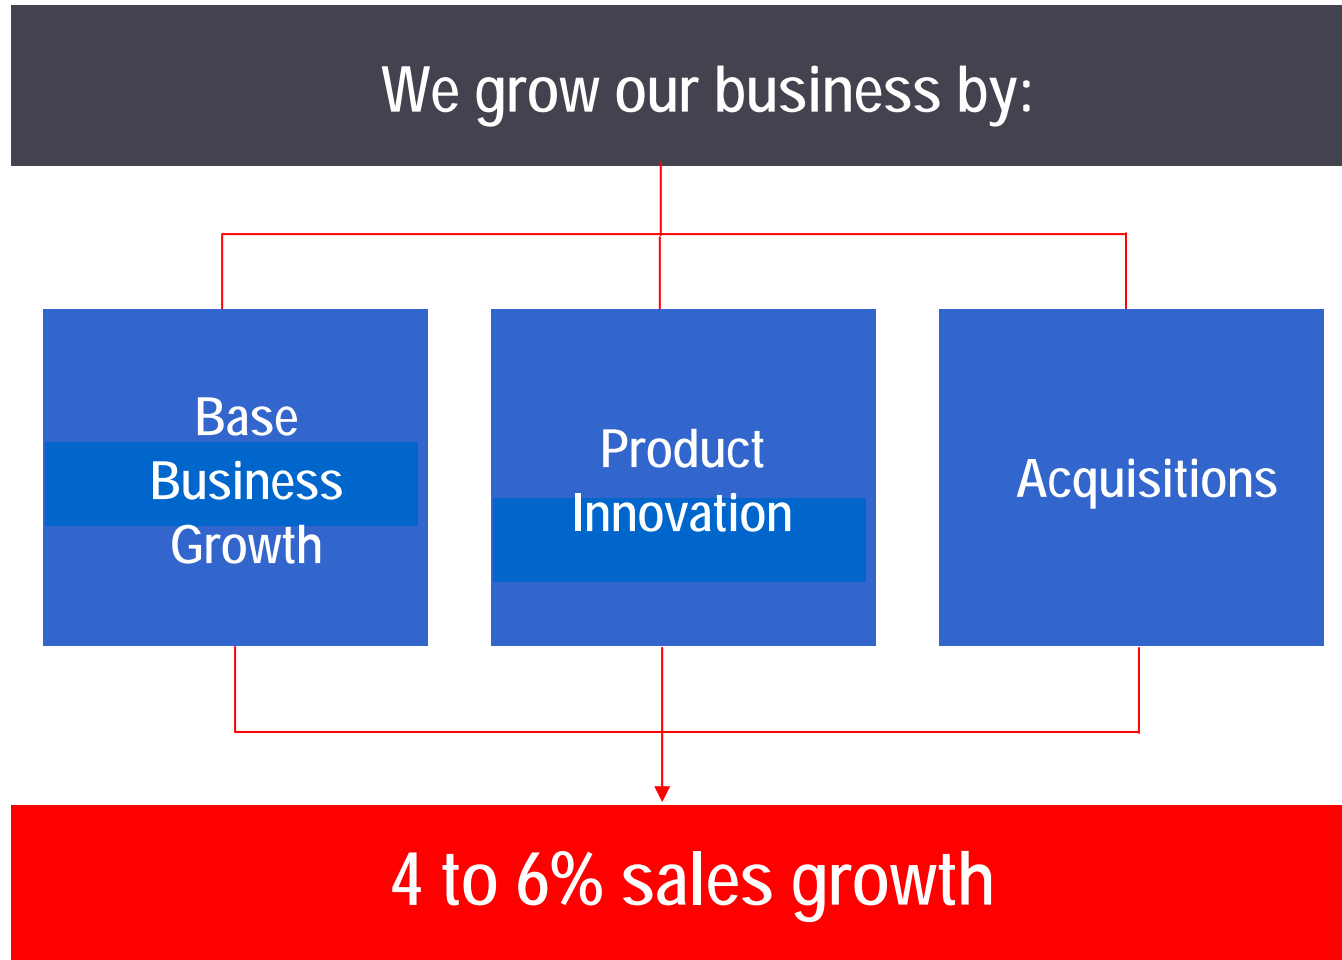 We grow our business by:
Base
Business
Growth
Product
Innovation
Acquisitions
4 to 6% sales growth